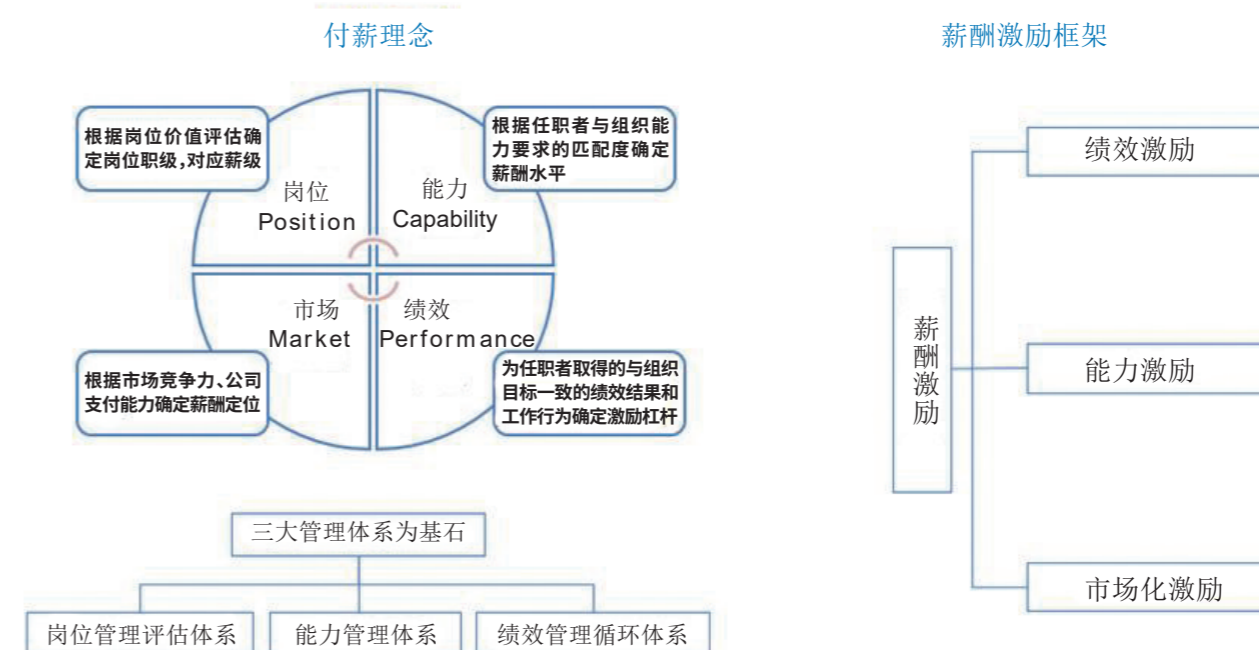 付薪理念
根据岗位价值评估确
定岗位职级,对应薪级
根据任职者与组织能
力要求的匹配度确定
薪酬水平
岗位
Position
能力
Capability
市场
Market
绩效
Performance
根据市场竞争力、公司
支付能力确定薪酬定位
为任职者取得的与组织
目标一致的绩效结果和
工作行为确定激励杠杆
三大管理体系为基石
岗位管理评估体系
能力管理体系
绩效管理循环体系
薪酬激励框架
薪酬激励
绩效激励
能力激励
市场化激励